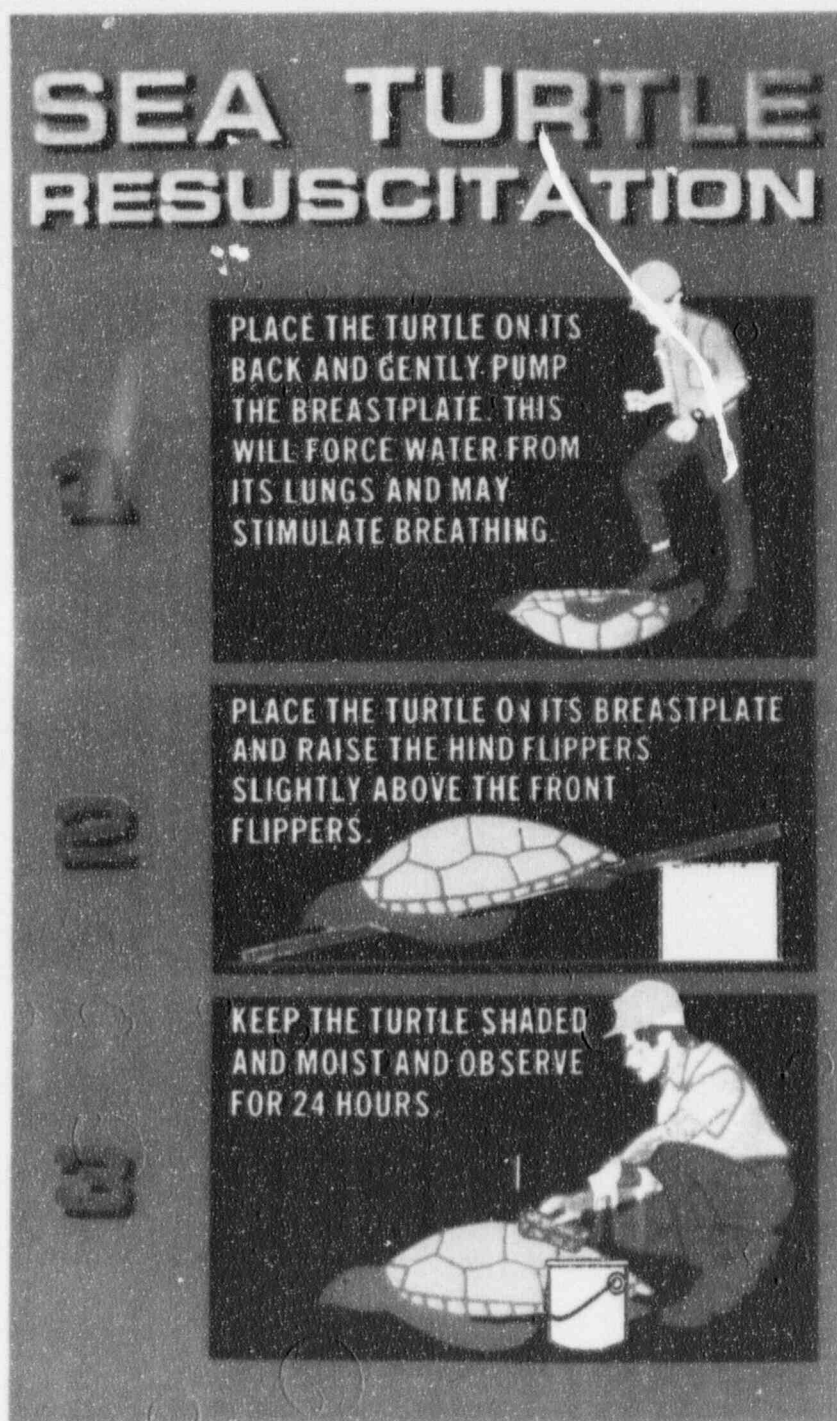 SEA TURTLE
RESUSCITATION
1
PLACE THE TURTLE ON ITS
BACK AND GENTLY PUMP
THE BREASTPLATE. THIS
WILL FORCE WATER FROM
ITS LUNGS AND MAY
STIMULATE BREATHING.
2
PLACE THE TURTLE ON ITS BREASTPLATE
AND RAISE THE HIND FLIPPERS
SLIGHTLY ABOVE THE FRONT
FLIPPERS.
3
KEEP THE TURTLE SHADED
AND MOIST AND OBSERVE
FOR 24 HOURS.